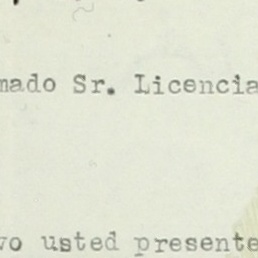 mado Sr. Licencia
vo usted presente